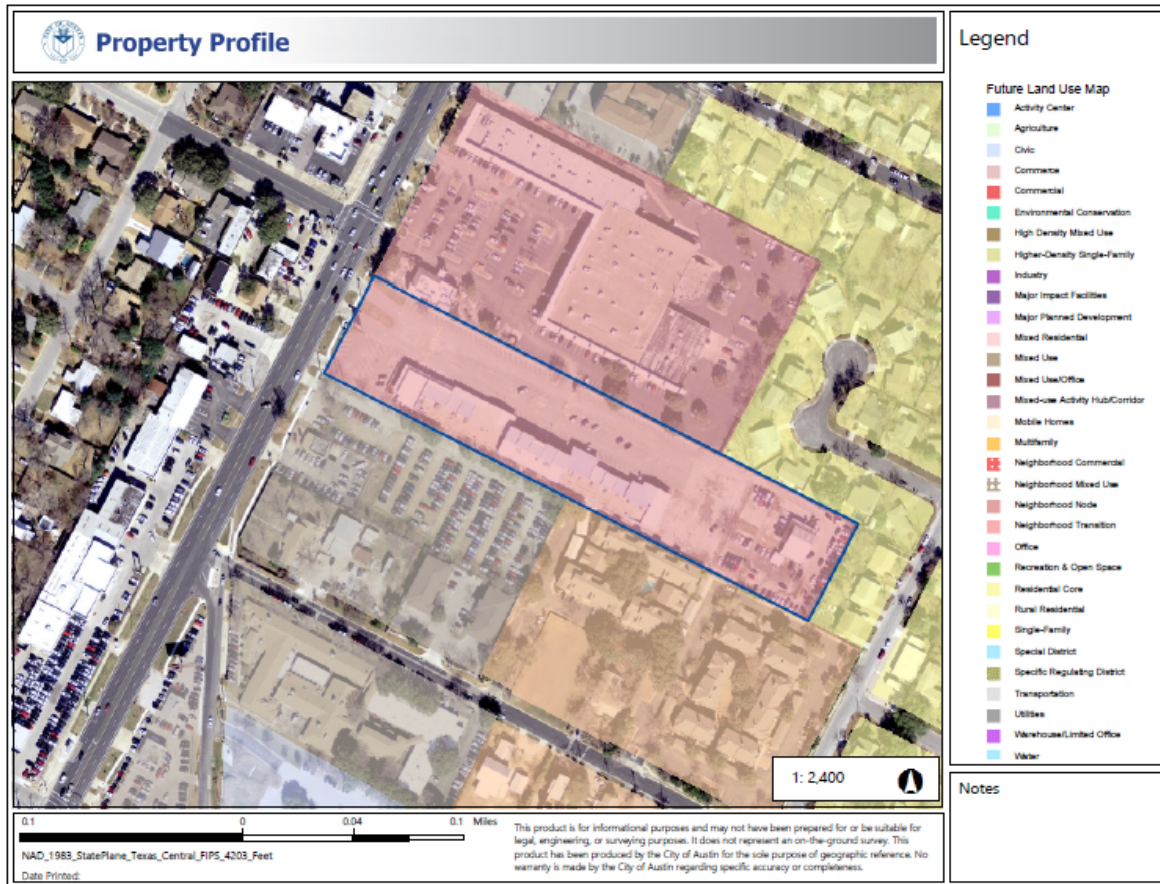 CITY OF AUSTIN
Property Profile
Legend
Future Land Use Map
Activity Center
Agriculture
Civic
Commerce
Commercial
Environmental Conservation
High Density Mixed Use
Higher-Density Single-Family
Industry
Major Impact Facilities
Major Planned Development
Mixed Residential
Mixed Use
Mixed Use/Office
Mixed-use Activity Hub/Corridor
Mobile Homes
Multifamily
Neighborhood Commercial
Neighborhood Mixed Use
Neighborhood Node
Neighborhood Transition
Office
Recreation & Open Space
Residential Core
Rural Residential
Single-Family
Special District
Specific Regulating District
Transportation
Utilities
Warehouse/Limited Office
Water
1: 2,400
Notes
0.1 0 0.04 0.1 Miles
NAD_1983_StatePlane_Texas_Central_FIPS_4203_Feet
Date Printed:
This product is for informational purposes and may not have been prepared for or be suitable for
legal, engineering, or surveying purposes. It does not represent an on-the-ground survey. This
product has been produced by the City of Austin for the sole purpose of geographic reference. No
warranty is made by the City of Austin regarding specific accuracy or completeness.